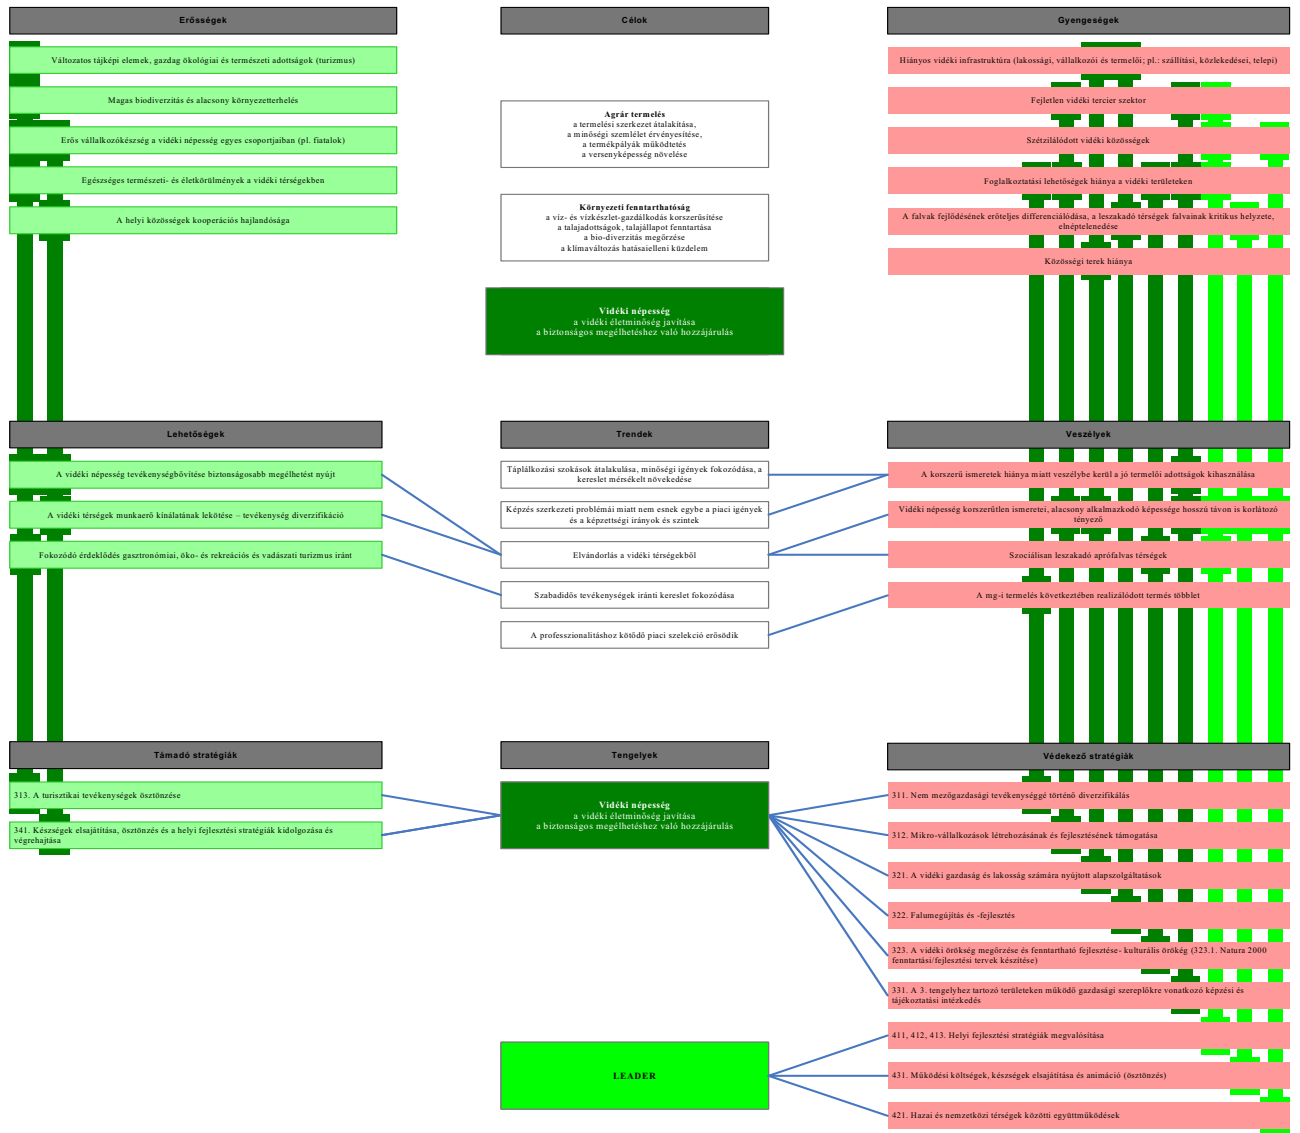 Erősségek
Változatos tájképi elemek, gazdag ökológiai és természeti adottságok (turizmus)
Magas biodiverzitás és alacsony környezetterhelés
Erős vállalkozókészség a vidéki népesség egyes csoportjaiban (pl. fiatalok)
Egészséges természeti- és életkörülmények a vidéki térségekben
A helyi közösségek kooperációs hajlandósága
Célok
Agrár termelés
a termelési szerkezet átalakítása,
a minőségi szemlélet érvényesítése,
a termékpályák működtetés
a versenyképesség növelése
Környezeti fenntarthatóság
a víz- és vízkészlet-gazdálkodás korszerűsítése
a talajadottságok, talajállapot fenntartása
a bio-diverzitás megőrzése
a klímaváltozás hatásaielleni küzdelem
Vidéki népesség
a vidéki életminőség javítása
a biztonságos megélhetéshez való hozzájárulás
Gyengeségek
Hiányos vidéki infrastruktúra (lakossági, vállalkozói és termelői; pl.: szállítási, közlekedései, telepi)
Fejletlen vidéki tercier szektor
Szétzilálódott vidéki közösségek
Foglalkoztatási lehetőségek hiánya a vidéki területeken
A falvak fejlődésének erőteljes differenciálódása, a leszakadó térségek falvainak kritikus helyzete,
elnéptelenedése
Közösségi terek hiánya
Lehetőségek
A vidéki népesség tevékenységbővítése biztonságosabb megélhetést nyújt
A vidéki térségek munkaerő kínálatának lekötése – tevékenység diverzifikáció
Fokozódó érdeklődés gasztronómiai, öko- és rekreációs és vadászati turizmus iránt
Trendek
Táplálkozási szokások átalakulása, minőségi igények fokozódása, a
kereslet mérsékelt növekedése
Képzés szerkezeti problémái miatt nem esnek egybe a piaci igények
és a képzettségi irányok és szintek
Elvándorlás a vidéki térségekből
Szabadidős tevékenységek iránti kereslet fokozódása
A professzionalitáshoz kötődő piaci szelekció erősödik
Veszélyek
A korszerű ismeretek hiánya miatt veszélybe kerül a jó termelői adottságok kihasználása
Vidéki népesség korszerűtlen ismeretei, alacsony alkalmazkodó képessége hosszú távon is korlátozó
tényező
Szociálisan leszakadó aprófalvas térségek
A mg-i termelés következtében realizálódott termés többlet
Támadó stratégiák
313. A turisztikai tevékenységek ösztönzése
341. Készségek elsajátítása, ösztönzés és a helyi fejlesztési stratégiák kidolgozása és
végrehajtása
Tengelyek
Vidéki népesség
a vidéki életminőség javítása
a biztonságos megélhetéshez való hozzájárulás
LEADER
Védekező stratégiák
311. Nem mezőgazdasági tevékenységgé történő diverzifikálás
312. Mikro-vállalkozások létrehozásának és fejlesztésének támogatása
321. A vidéki gazdaság és lakosság számára nyújtott alapszolgáltatások
322. Falumegújítás és -fejlesztés
323. A vidéki örökség megőrzése és fenntartható fejlesztése- kulturális örökég (323.1. Natura 2000
fenntartási/fejlesztési tervek készítése)
331. A 3. tengelyhez tartozó területeken működő gazdasági szereplőkre vonatkozó képzési és
tájékoztatási intézkedés
411, 412, 413. Helyi fejlesztési stratégiák megvalósítása
431. Működési költségek, készségek elsajátítása és animáció (ösztönzés)
421. Hazai és nemzetközi térségek közötti együttműködések